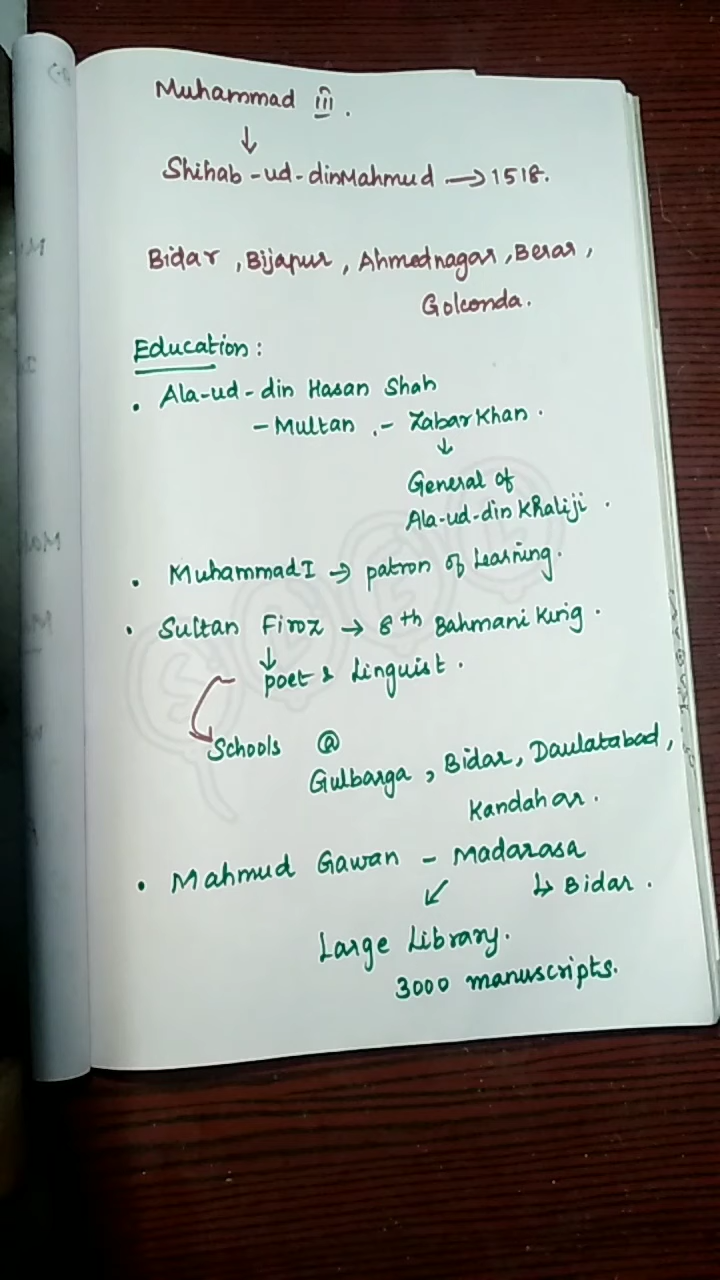 Muhammad iii.
↓
Shihab-ud-dinMahmud → 1518.
Bidar, Bijapur, Ahmednagar, Berar,
Golconda.
Education:
• Ala-ud-din Hasan Shah
- Multan. - Zabar Khan.
↓
General of
Ala-ud-din Khaliji.
• Muhammad I → patron of Learning.
• Sultan Firoz → 8th Bahmani King.
↓
poet & Linguist.
Schools @
Gulbarga, Bidar, Daulatabad,
Kandahar.
• Mahmud Gawan - Madarasa
↳ Bidar.
Large Library.
3000 manuscripts.